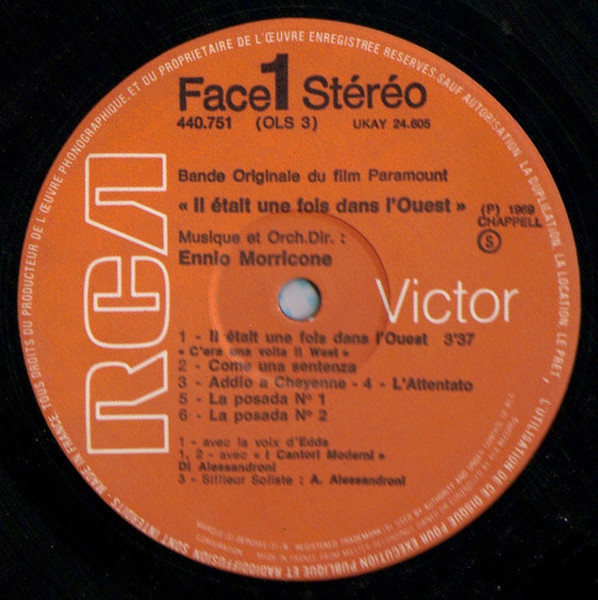 Face 1 Stéréo
440.751 (OLS 3) UKAY 24.605
Bande Originale du film Paramount
« Il était une fois dans l'Ouest »
(P) 1969
CHAPPELL
S
Musique et Orch.Dir. :
Ennio Morricone
RCA
Victor
1 - Il était une fois dans l'Ouest 3'37
« C'era una volta il West »
2 - Come una sentenza
3 - Addio a Cheyenne - 4 - L'Attentato
5 - La posada Nº 1
6 - La posada Nº 2
1 - avec la voix d'Edda
1, 2 - avec « I Cantori Moderni »
Di Alessandroni
3 - Siffleur Soliste : A. Alessandroni
MADE IN FRANCE. TOUS DROITS DU PRODUCTEUR DE L'ŒUVRE PHONOGRAPHIQUE. ET DU PROPRIETAIRE DE L'ŒUVRE ENREGISTREE RESERVES. SAUF AUTORISATION, LA DUPLICATION, LA LOCATION, LE PRET, L'UTILISATION DE CE DISQUE POUR EXECUTION PUBLIQUE ET RADIODIFFUSION SONT INTERDITS -